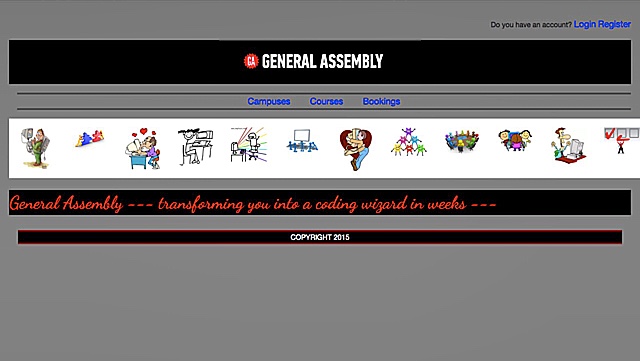 Do you have an account? Login Register
GA GENERAL ASSEMBLY
Campuses Courses Bookings
General Assembly --- transforming you into a coding wizard in weeks ---
COPYRIGHT 2015